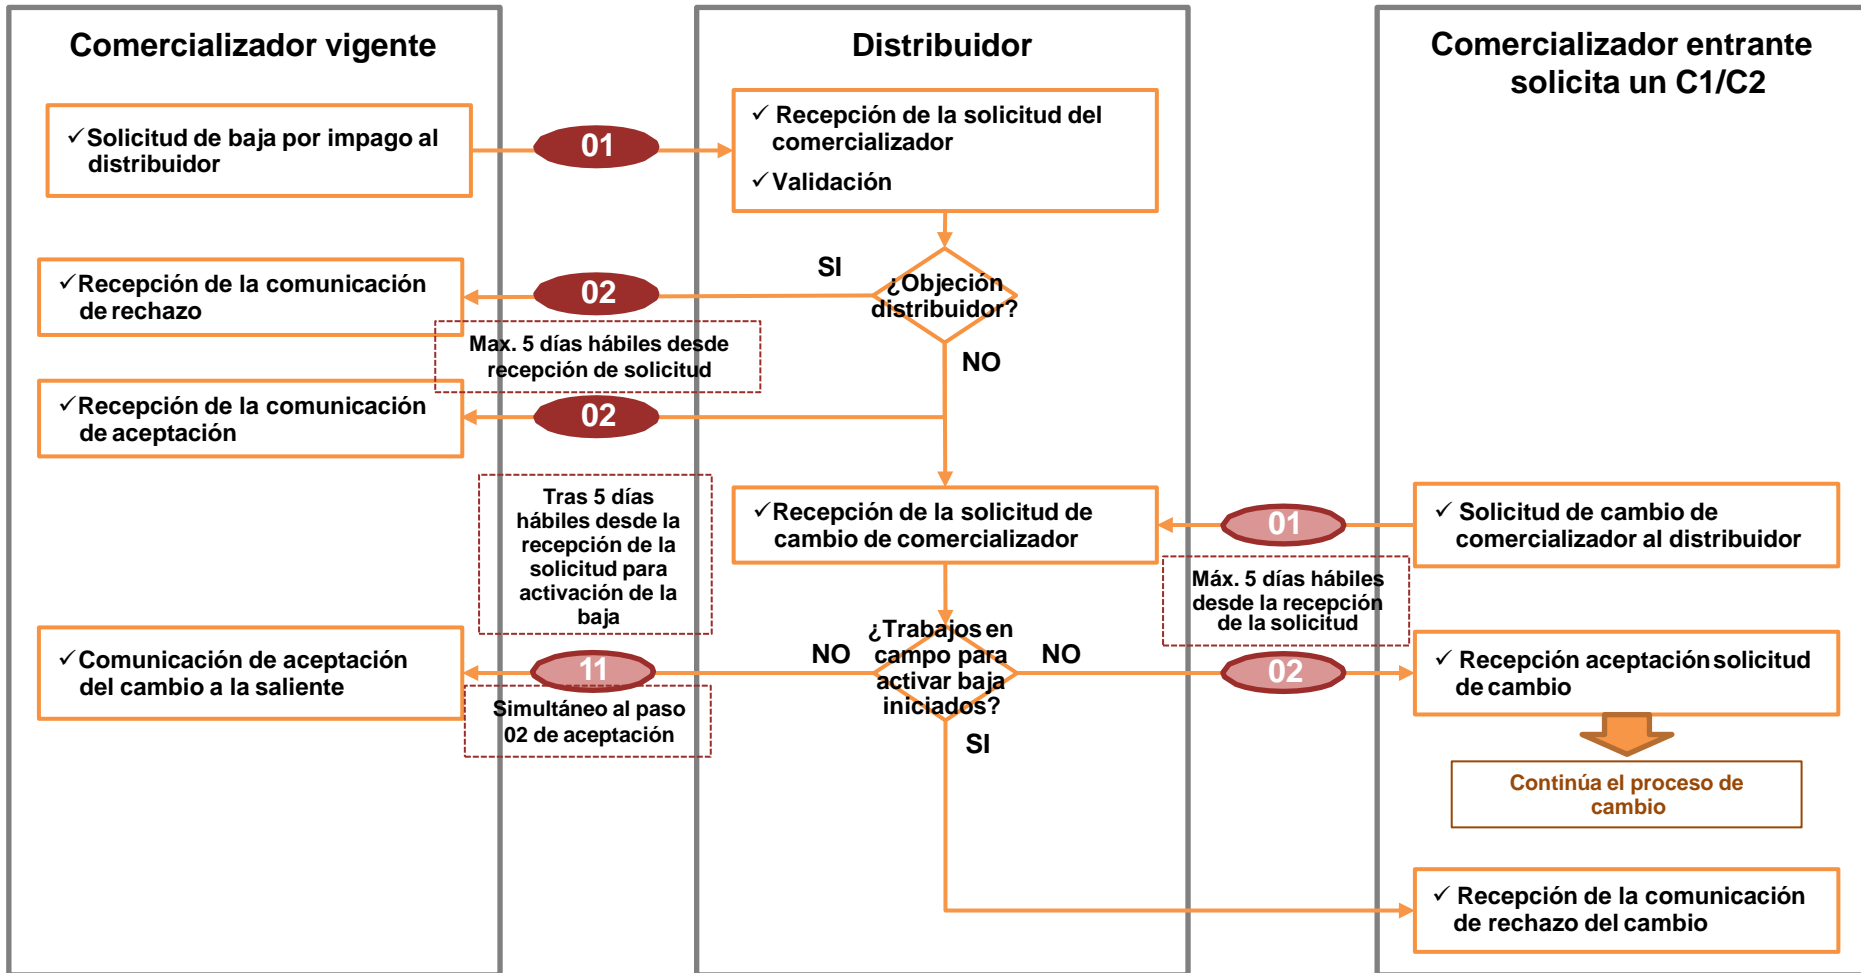 Comercializador vigente
Distribuidor
Comercializador entrante
solicita un C1/C2
✓ Solicitud de baja por impago al
distribuidor
01
✓ Recepción de la solicitud del
comercializador
✓ Validación
✓ Recepción de la comunicación
de rechazo
02
SI
¿Objeción
distribuidor?
Max. 5 días hábiles desde
recepción de solicitud
NO
✓ Recepción de la comunicación
de aceptación
02
Tras 5 días
hábiles desde la
recepción de la
solicitud para
activación de la
baja
✓ Recepción de la solicitud de
cambio de comercializador
01
✓ Solicitud de cambio de
comercializador al distribuidor
Máx. 5 días hábiles
desde la recepción
de la solicitud
✓ Comunicación de aceptación
del cambio a la saliente
11
NO
¿Trabajos en
campo para
activar baja
iniciados?
NO
02
✓ Recepción aceptación solicitud
de cambio
Simultáneo al paso
02 de aceptación
SI
Continúa el proceso de
cambio
✓ Recepción de la comunicación
de rechazo del cambio